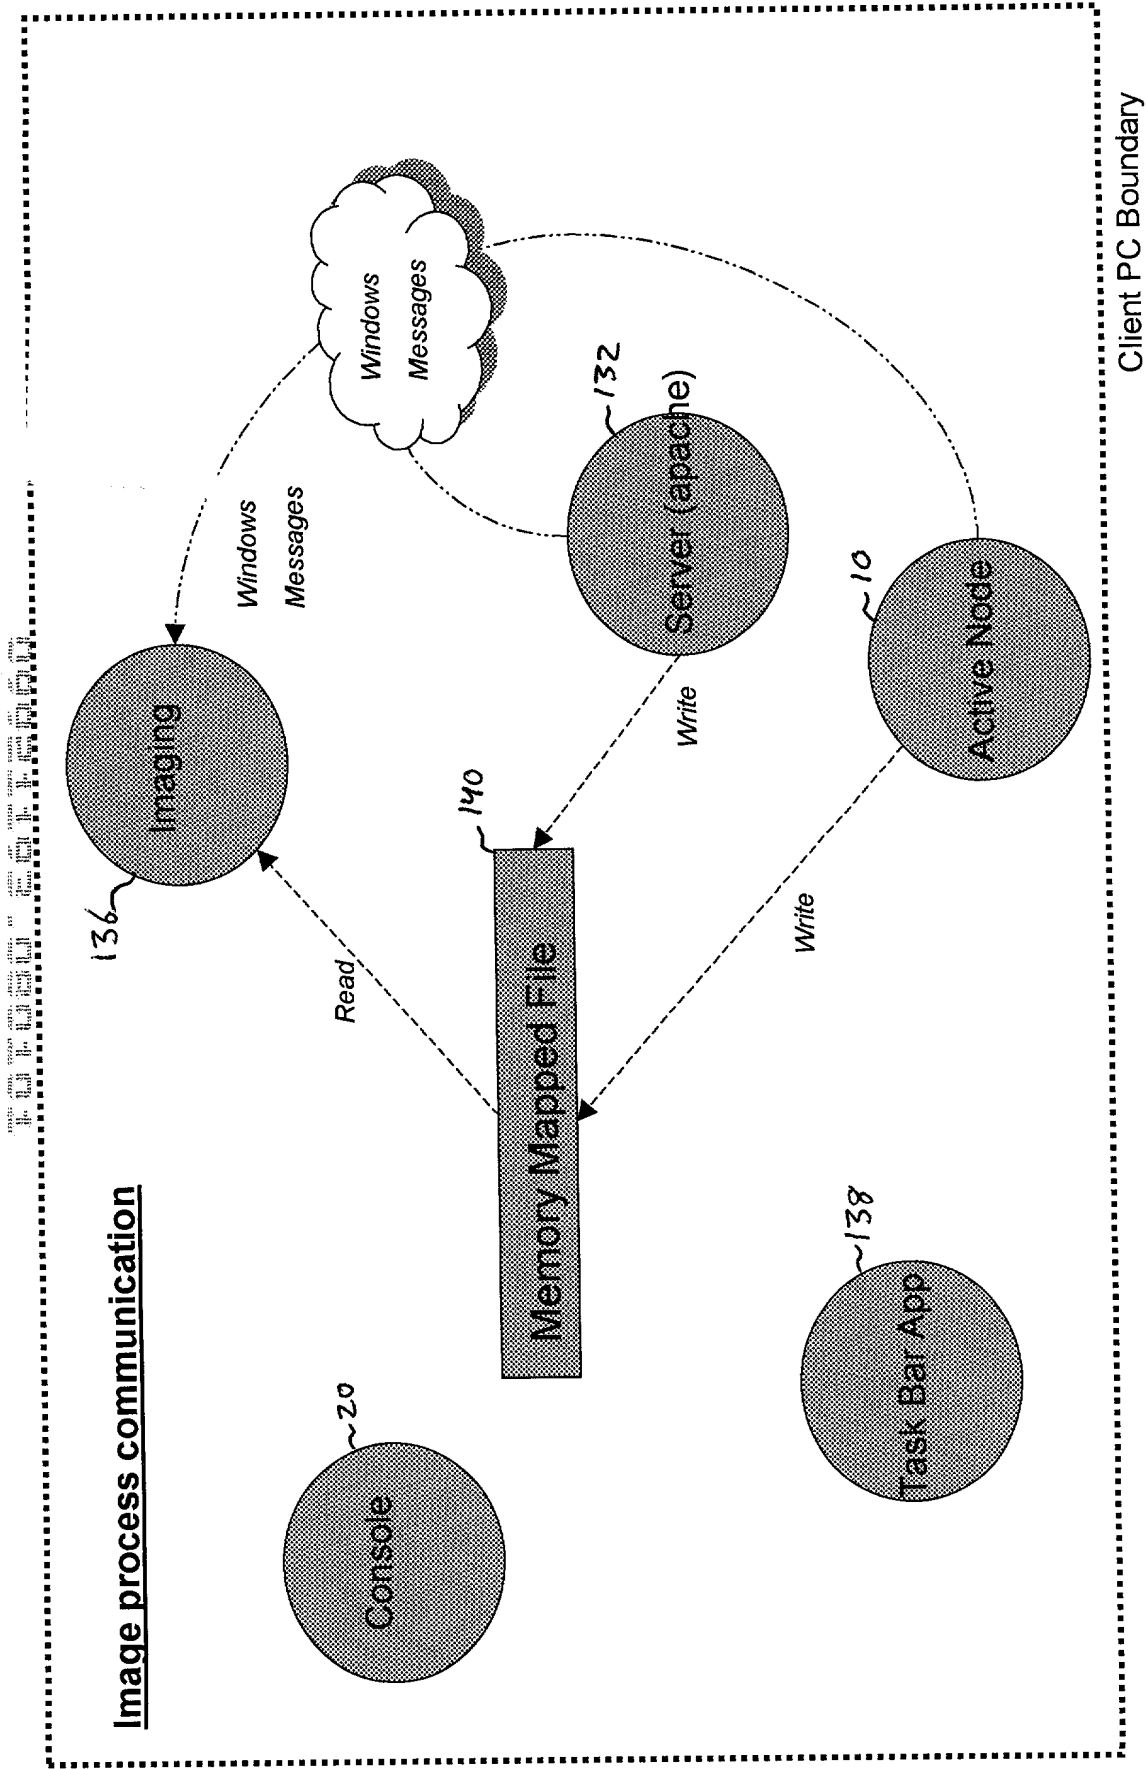 Image process communication
136
Imaging
Windows
Messages
Windows
Messages
Read
20
Console
140
Memory Mapped File
132
Server (apache)
Write
Write
10
Active Node
138
Task Bar App
Client PC Boundary